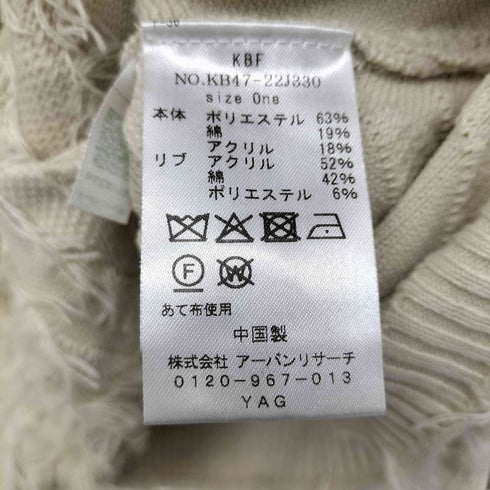 KBF
NO.KB47-22J330
size One
本体 ポリエステル 63%
綿 19%
アクリル 18%
リブ アクリル 52%
綿 42%
ポリエステル 6%
F W
あて布使用
中国製
株式会社 アーバンリサーチ
0120-967-013
YAG